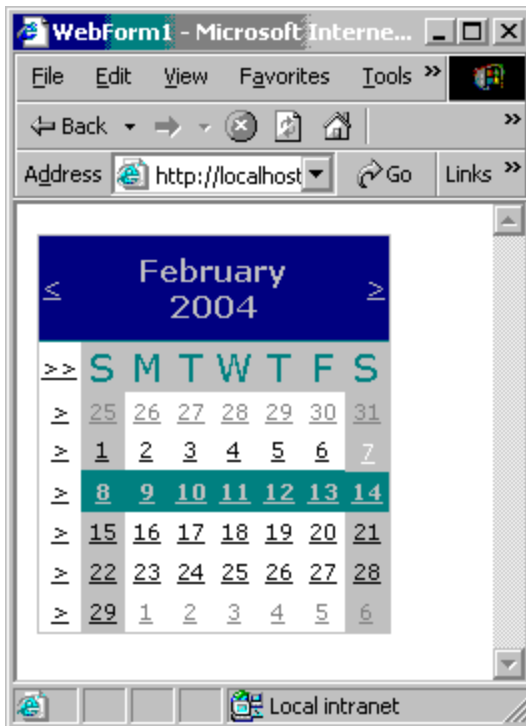 WebForm1 - Microsoft Interne...
File Edit View Favorites Tools »
Back
Address http://localhost Go Links »
February
< 2004 >
>> S M T W T F S
> 25 26 27 28 29 30 31
> 1 2 3 4 5 6 7
> 8 9 10 11 12 13 14
> 15 16 17 18 19 20 21
> 22 23 24 25 26 27 28
> 29 1 2 3 4 5 6
Local intranet